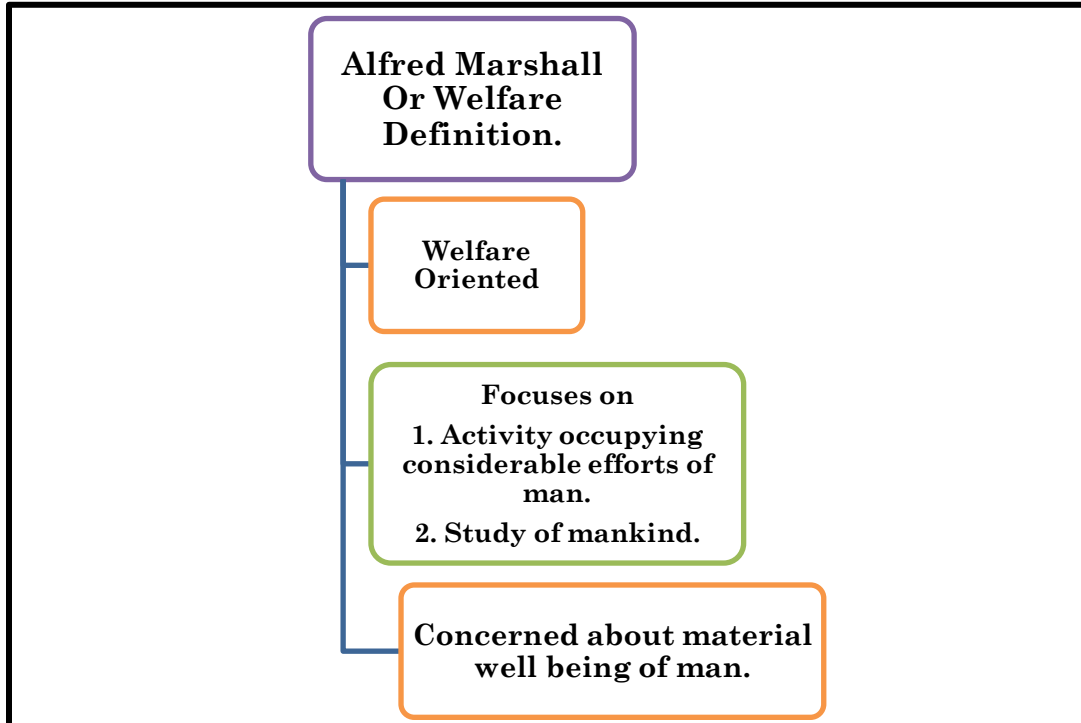 Alfred Marshall
Or Welfare
Definition.
Welfare
Oriented
Focuses on
1. Activity occupying
considerable efforts of
man.
2. Study of mankind.
Concerned about material
well being of man.